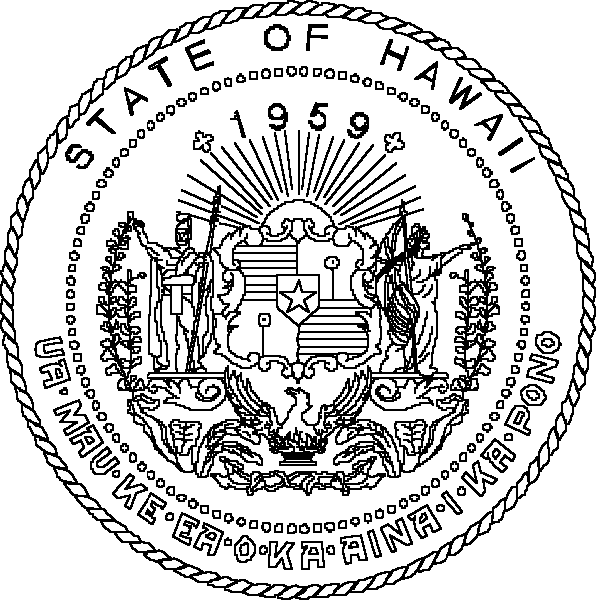 STATE OF HAWAII
1959
UA·MAU·KE·EA·O·KA·AINA·I·KA·PONO